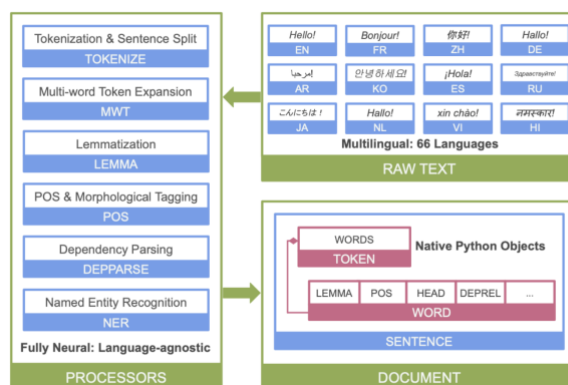 Tokenization & Sentence Split
TOKENIZE
Multi-word Token Expansion
MWT
Lemmatization
LEMMA
POS & Morphological Tagging
POS
Dependency Parsing
DEPPARSE
Named Entity Recognition
NER
Fully Neural: Language-agnostic
PROCESSORS
Hello! Bonjour! 你好! Hallo!
EN FR ZH DE
إمرحبا 안녕하세요! ¡Hola! Здравствуйте!
AR KO ES RU
こんにちは! Hallo! xin chào! नमस्कार!
JA NL VI HI
Multilingual: 66 Languages
RAW TEXT
WORDS
TOKEN
Native Python Objects
LEMMA POS HEAD DEPREL ...
WORD
SENTENCE
DOCUMENT